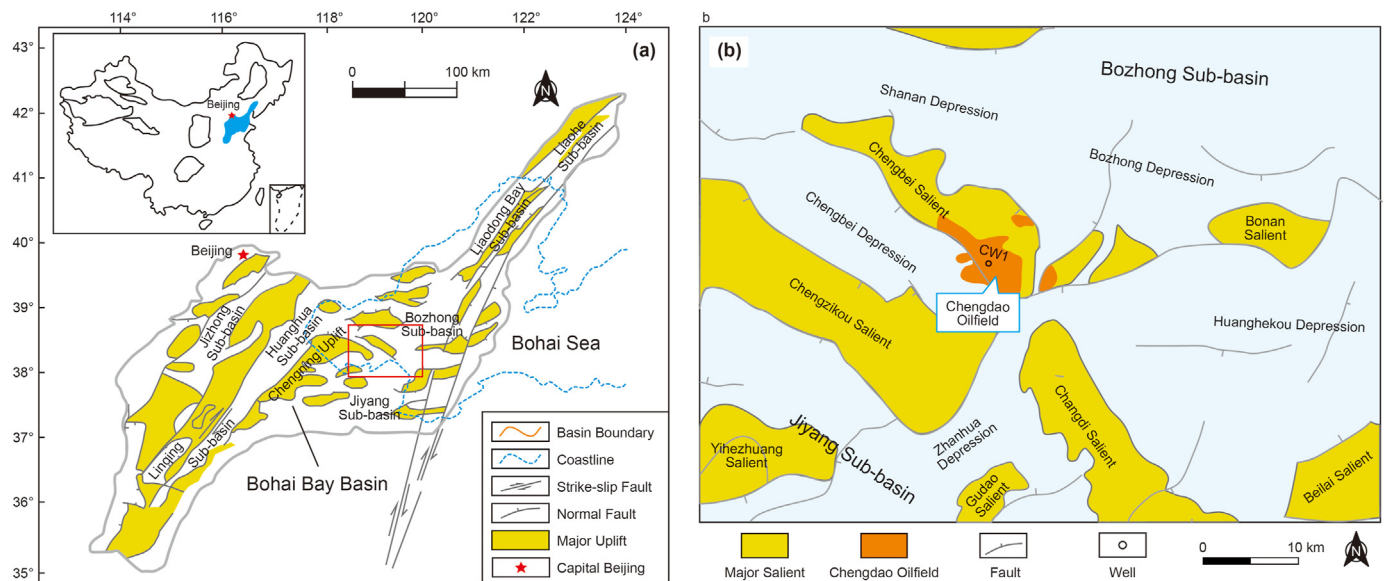 114°
116°
118°
120°
122°
124°
43°
42°
41°
40°
39°
38°
37°
36°
35°
(a)
0
100 km
N
Beijing
Beijing
Liaohe
Sub-basin
Liaodong Bay
Sub-basin
Jizhong
Sub-basin
Huanghua
Sub-basin
Chengning Uplift
Bozhong
Sub-basin
Bohai Sea
Jiyang
Sub-basin
Linqing
Sub-basin
Bohai Bay Basin
Basin Boundary
Coastline
Strike-slip Fault
Normal Fault
Major Uplift
Capital Beijing
b
(b)
Bozhong Sub-basin
Shanan Depression
Chengbei Salient
Bozhong Depression
Chengbei Depression
Bonan
Salient
CW1
Chengdao
Oilfield
Chengzikou Salient
Huanghekou Depression
Changdi Salient
Jiyang Sub-basin
Zhanhua
Depression
Yihezhuang
Salient
Gudao
Salient
Beilai Salient
Major Salient
Chengdao Oilfield
Fault
Well
0
10 km
N